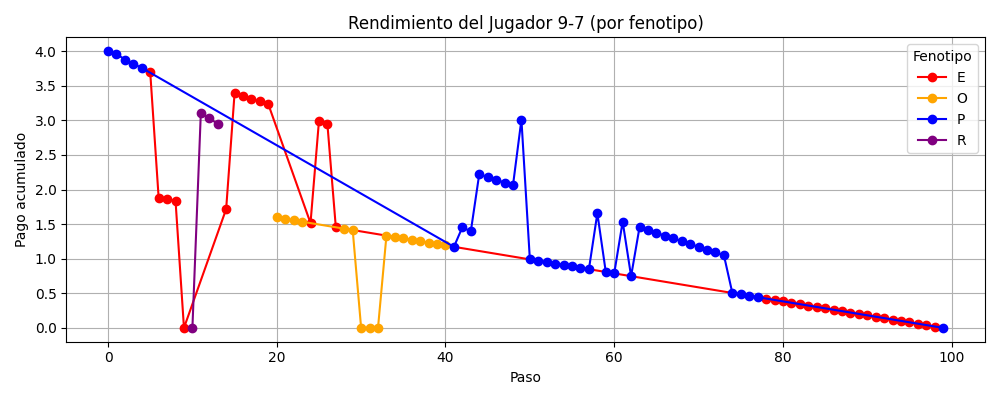 Rendimiento del Jugador 9-7 (por fenotipo)
Pago acumulado
4.0
3.5
3.0
2.5
2.0
1.5
1.0
0.5
0.0
0 20 40 60 80 100
Paso
Fenotipo
E
O
P
R